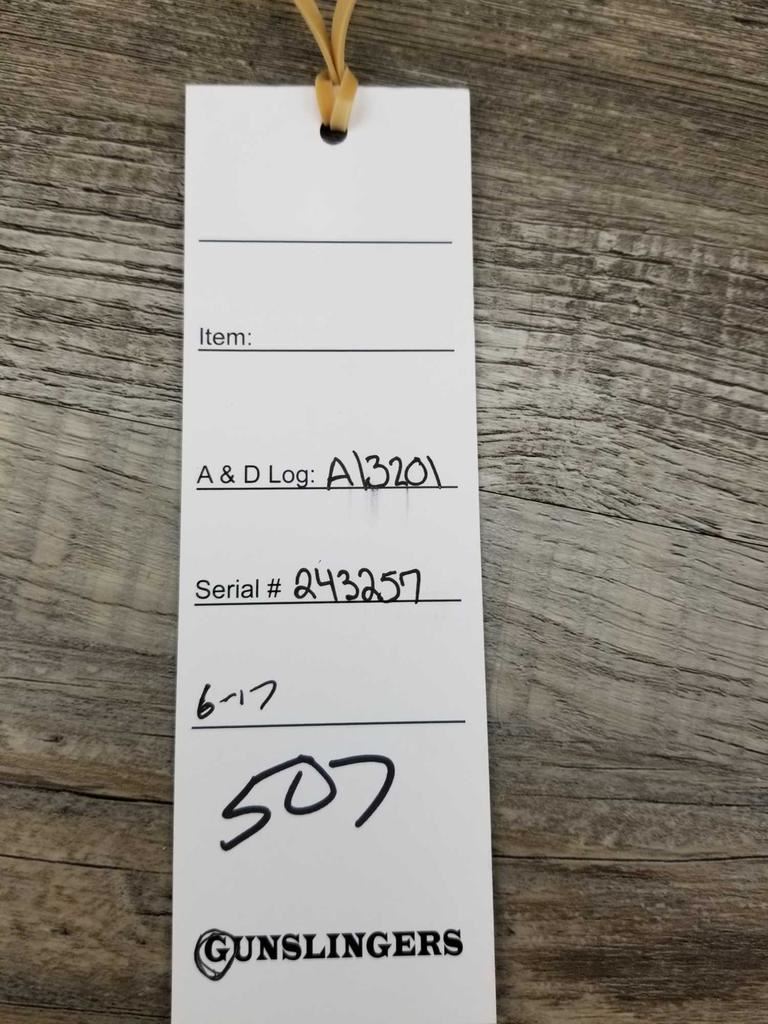 Item:
A & D Log: A13201
Serial # 243257
6-17
507
GUNSLINGERS